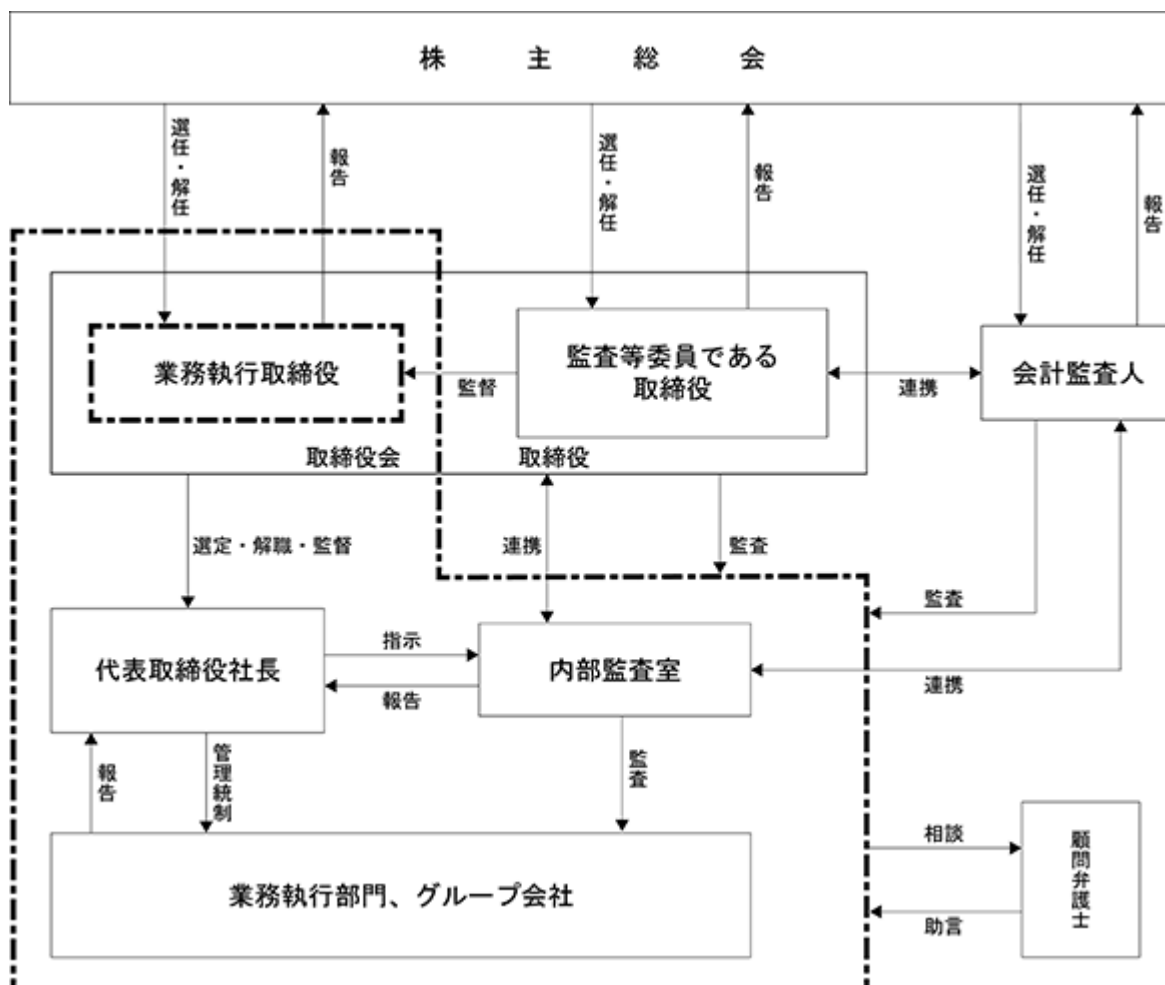 株主総会
選任・解任
報告
選任・解任
報告
選任・解任
報告
業務執行取締役
監督
監査等委員である
取締役
連携
会計監査人
取締役会
取締役
選定・解職・監督
連携
監査
監査
代表取締役社長
指示
報告
内部監査室
連携
報告
管理統制
監査
業務執行部門、グループ会社
相談
助言
顧問弁護士